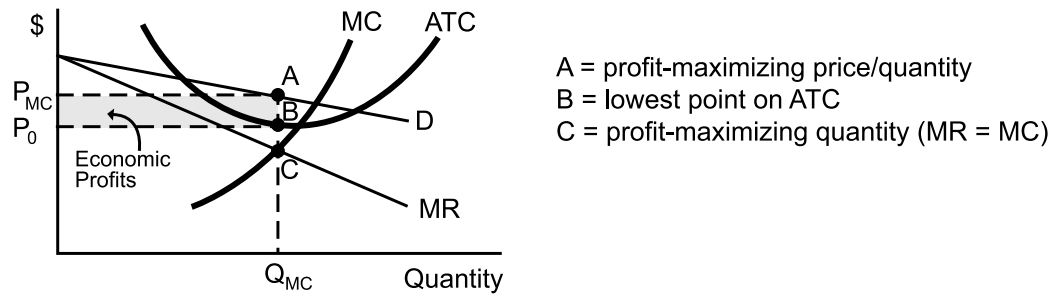 $
MC
ATC
A
P_MC
B
D
P_0
Economic
Profits
C
MR
Q_MC
Quantity
A = profit-maximizing price/quantity
B = lowest point on ATC
C = profit-maximizing quantity (MR = MC)